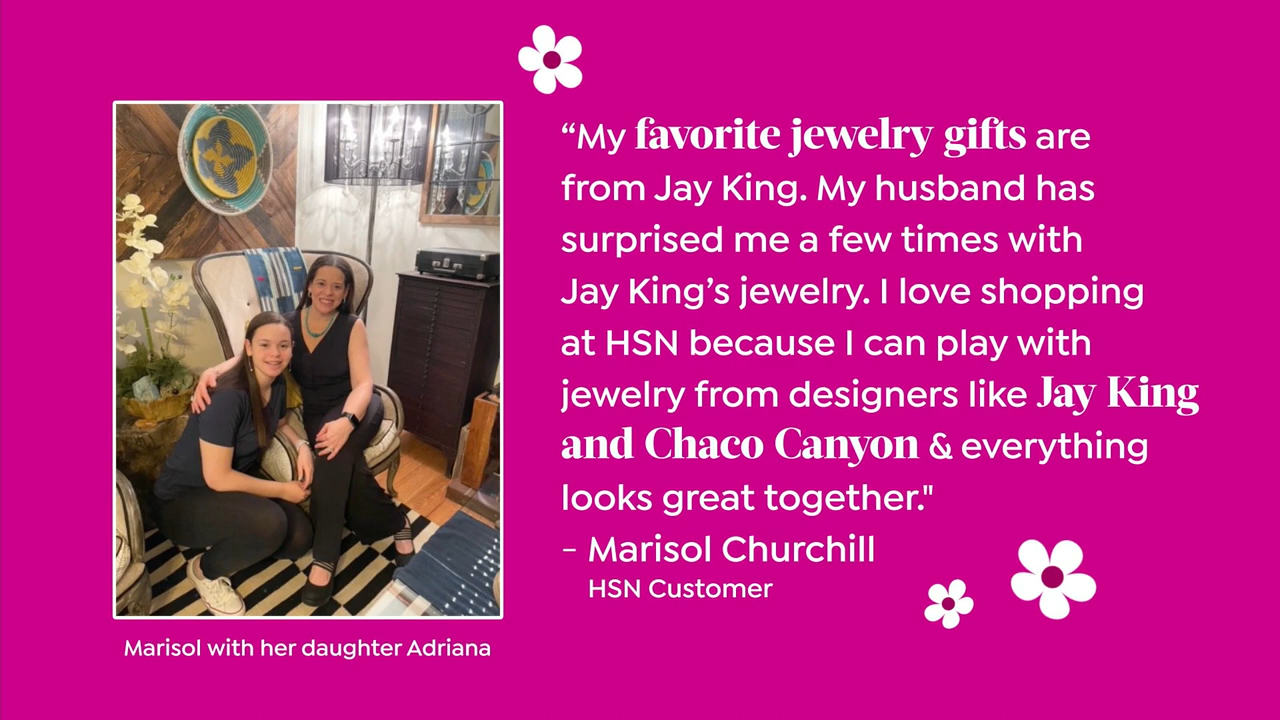 “My favorite jewelry gifts are
from Jay King. My husband has
surprised me a few times with
Jay King’s jewelry. I love shopping
at HSN because I can play with
jewelry from designers like Jay King
and Chaco Canyon & everything
looks great together."
- Marisol Churchill
HSN Customer
Marisol with her daughter Adriana